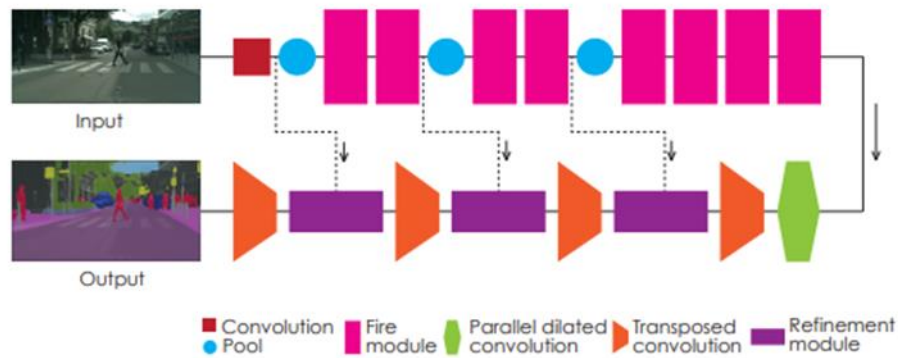 Input
Output
Convolution
Pool
Fire
module
Parallel dilated
convolution
Transposed
convolution
Refinement
module